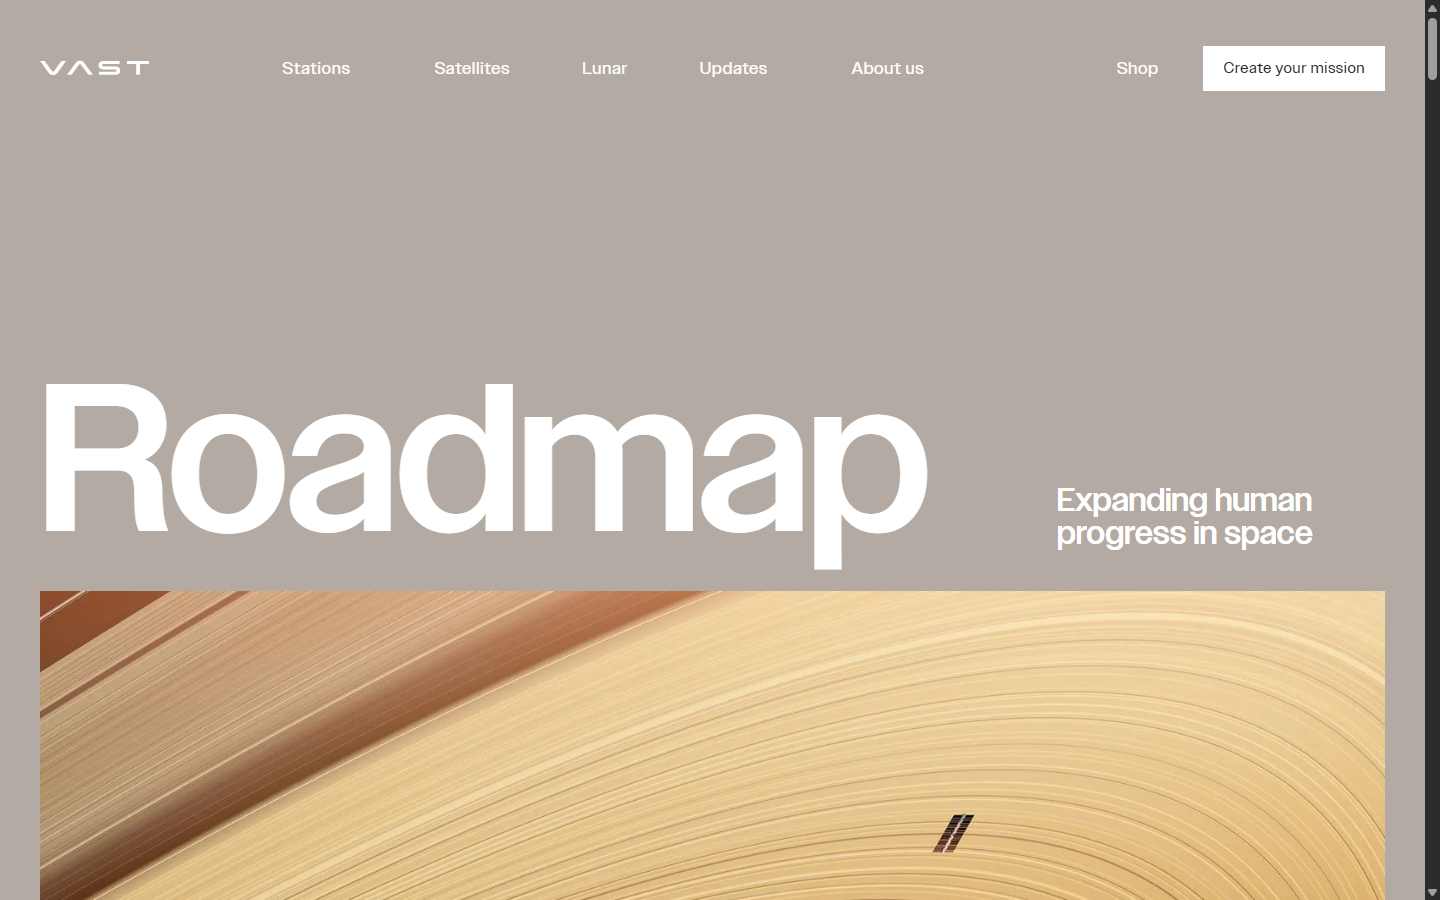 VAST
Stations
Satellites
Lunar
Updates
About us
Shop
Create your mission
Roadmap
Expanding human
progress in space